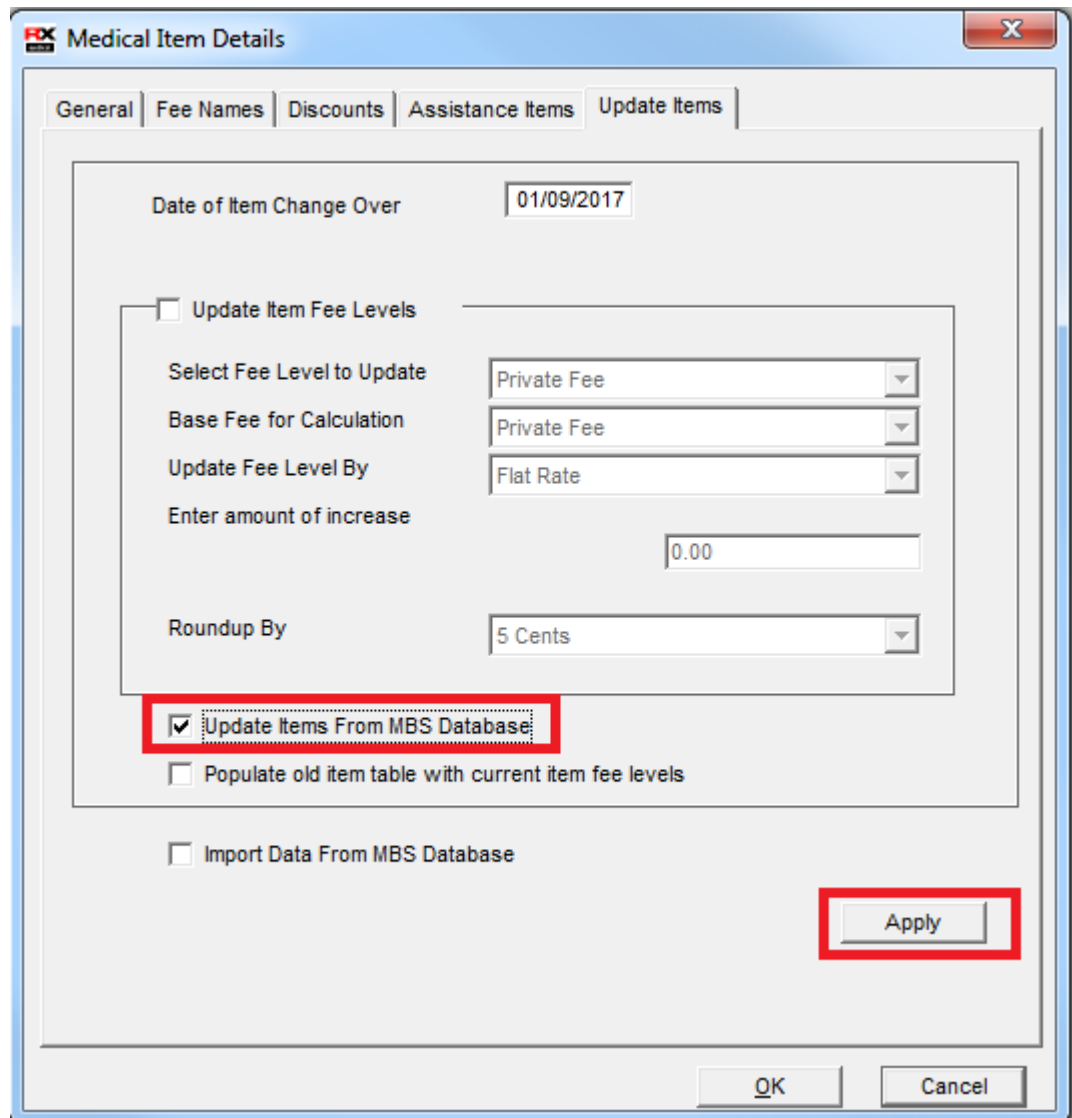 RX Medical Item Details
X
General Fee Names Discounts Assistance Items Update Items
Date of Item Change Over 01/09/2017
Update Item Fee Levels
Select Fee Level to Update Private Fee
Base Fee for Calculation Private Fee
Update Fee Level By Flat Rate
Enter amount of increase
0.00
Roundup By 5 Cents
Update Items From MBS Database
Populate old item table with current item fee levels
Import Data From MBS Database
Apply
OK Cancel